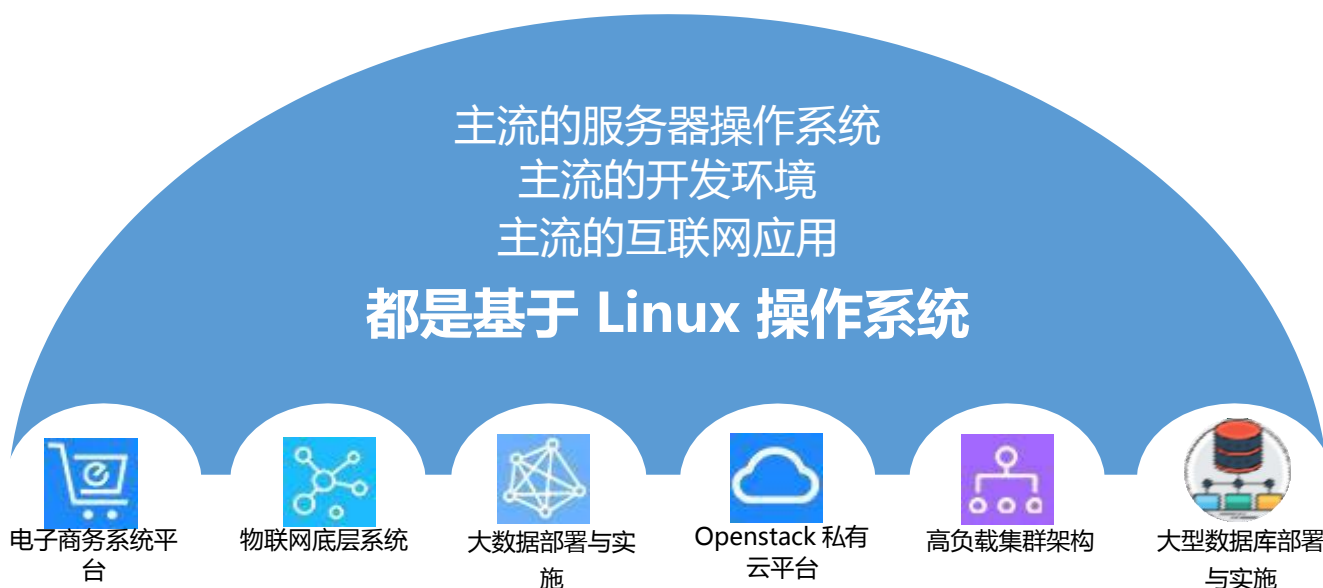 主流的服务器操作系统
主流的开发环境
主流的互联网应用
都是基于 Linux 操作系统
电子商务系统平
台
物联网底层系统
大数据部署与实
施
Openstack 私有
云平台
高负载集群架构
大型数据库部署
与实施